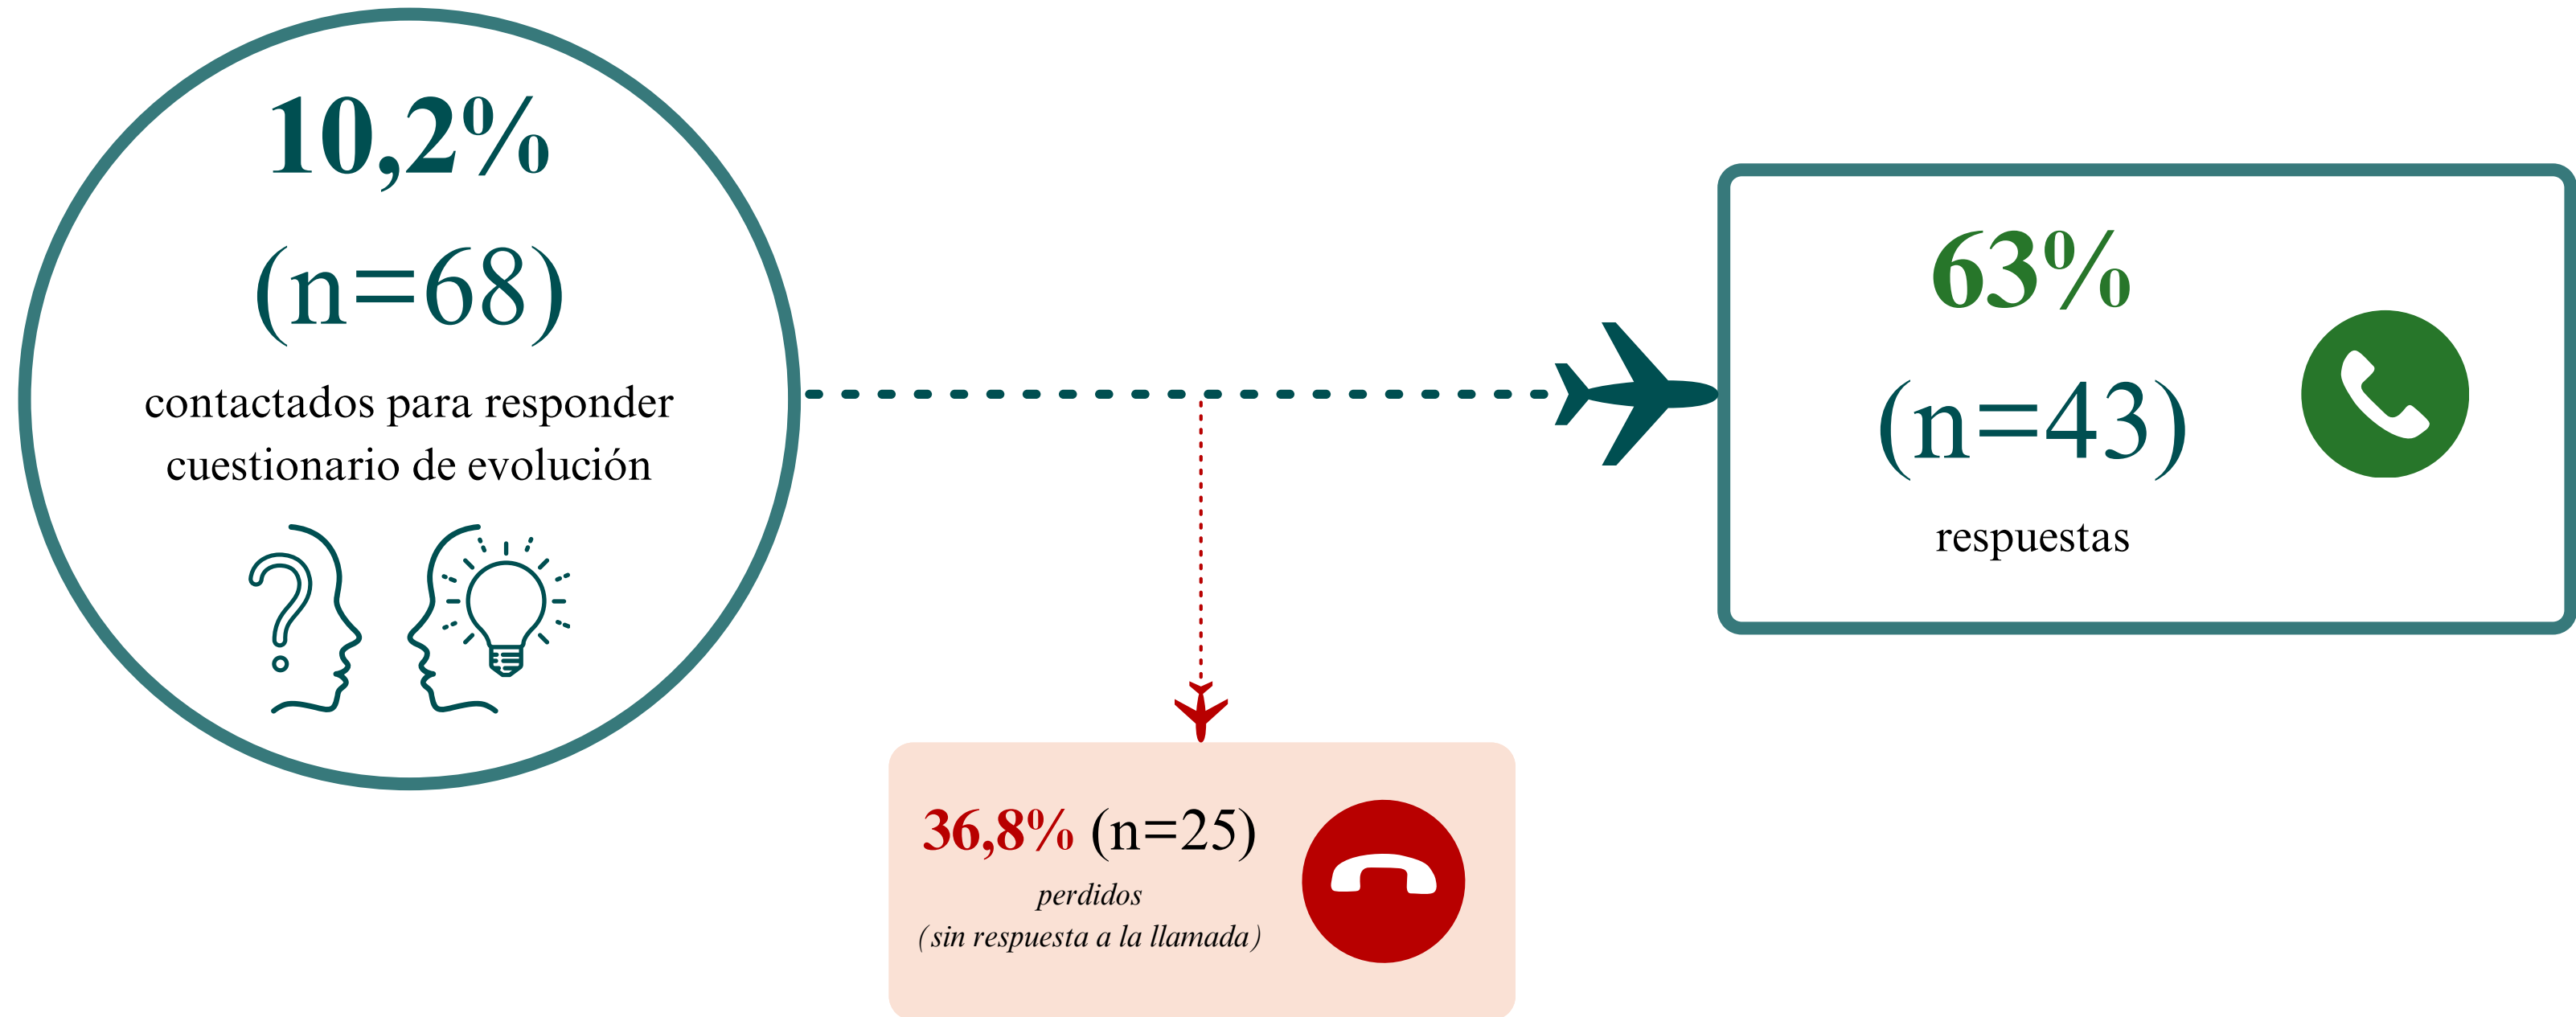 10,2%
(n=68)
contactados para responder
cuestionario de evolución
63%
(n=43)
respuestas
36,8% (n=25)
perdidos
(sin respuesta a la llamada)